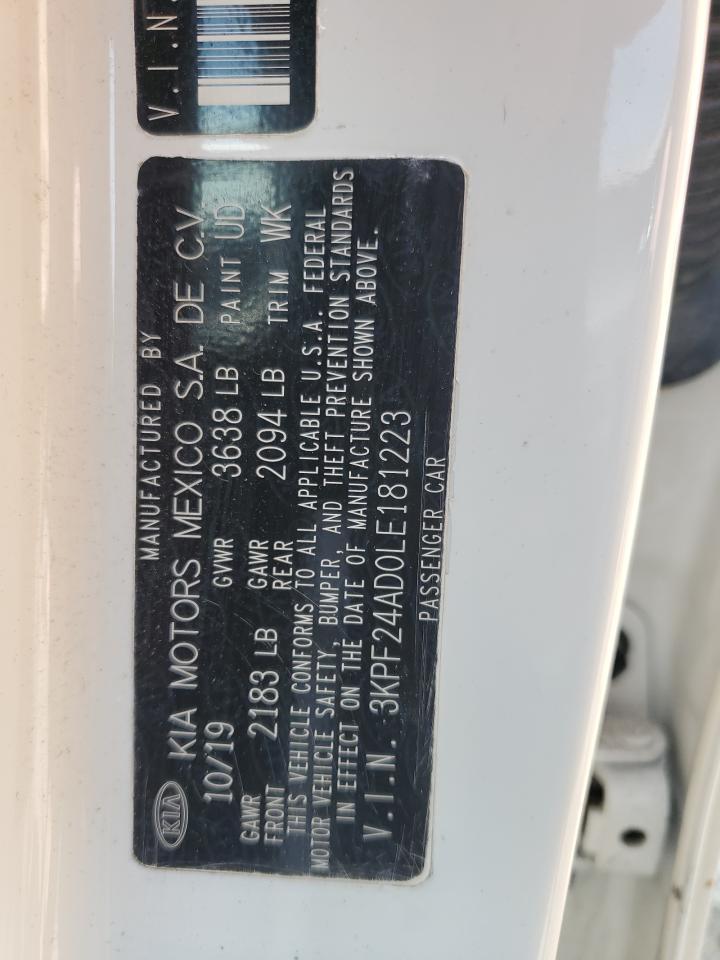 V.I.N.
MANUFACTURED BY
KIA KIA MOTORS MEXICO S.A. DE C.V
10/19 GVWR 3638 LB PAINT UD
GAWR FRONT 2183 LB GAWR REAR 2094 LB TRIM WK
THIS VEHICLE CONFORMS TO ALL APPLICABLE U.S.A. FEDERAL
MOTOR VEHICLE SAFETY, BUMPER, AND THEFT PREVENTION STANDARDS
IN EFFECT ON THE DATE OF MANUFACTURE SHOWN ABOVE.
V.I.N. 3KPF24AD0LE181223
PASSENGER CAR